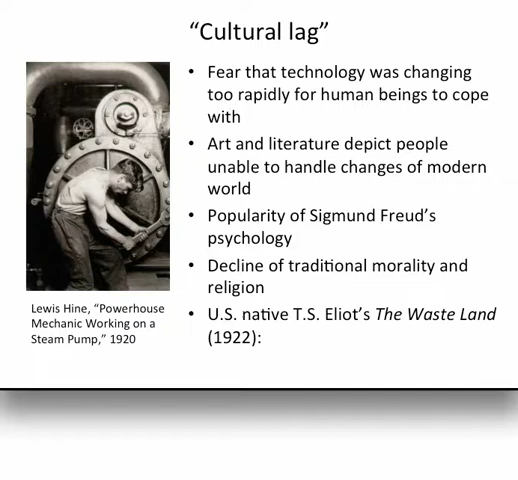 “Cultural lag”
• Fear that technology was changing
too rapidly for human beings to cope
with
• Art and literature depict people
unable to handle changes of modern
world
• Popularity of Sigmund Freud’s
psychology
• Decline of traditional morality and
religion
• U.S. native T.S. Eliot’s The Waste Land
(1922):
Lewis Hine, “Powerhouse
Mechanic Working on a
Steam Pump,” 1920